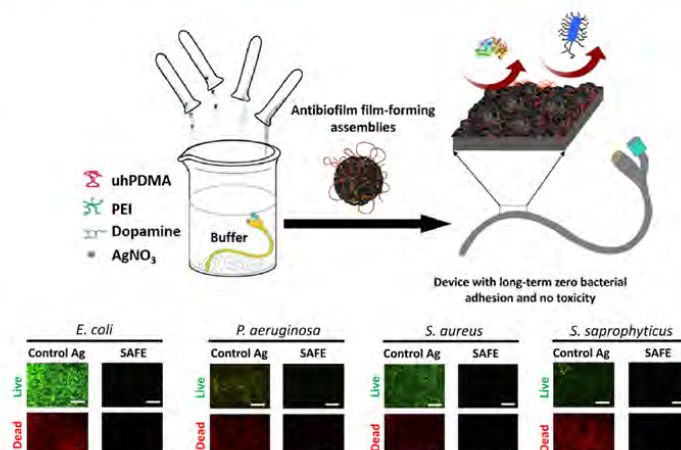 Antibiofilm film-forming
assemblies
uhPDMA
PEI
Dopamine
AgNO₃
Buffer
Device with long-term zero bacterial
adhesion and no toxicity
E. coli
P. aeruginosa
S. aureus
S. saprophyticus
Control Ag SAFE Control Ag SAFE Control Ag SAFE Control Ag SAFE
Live Live Live Live
Dead Dead Dead Dead